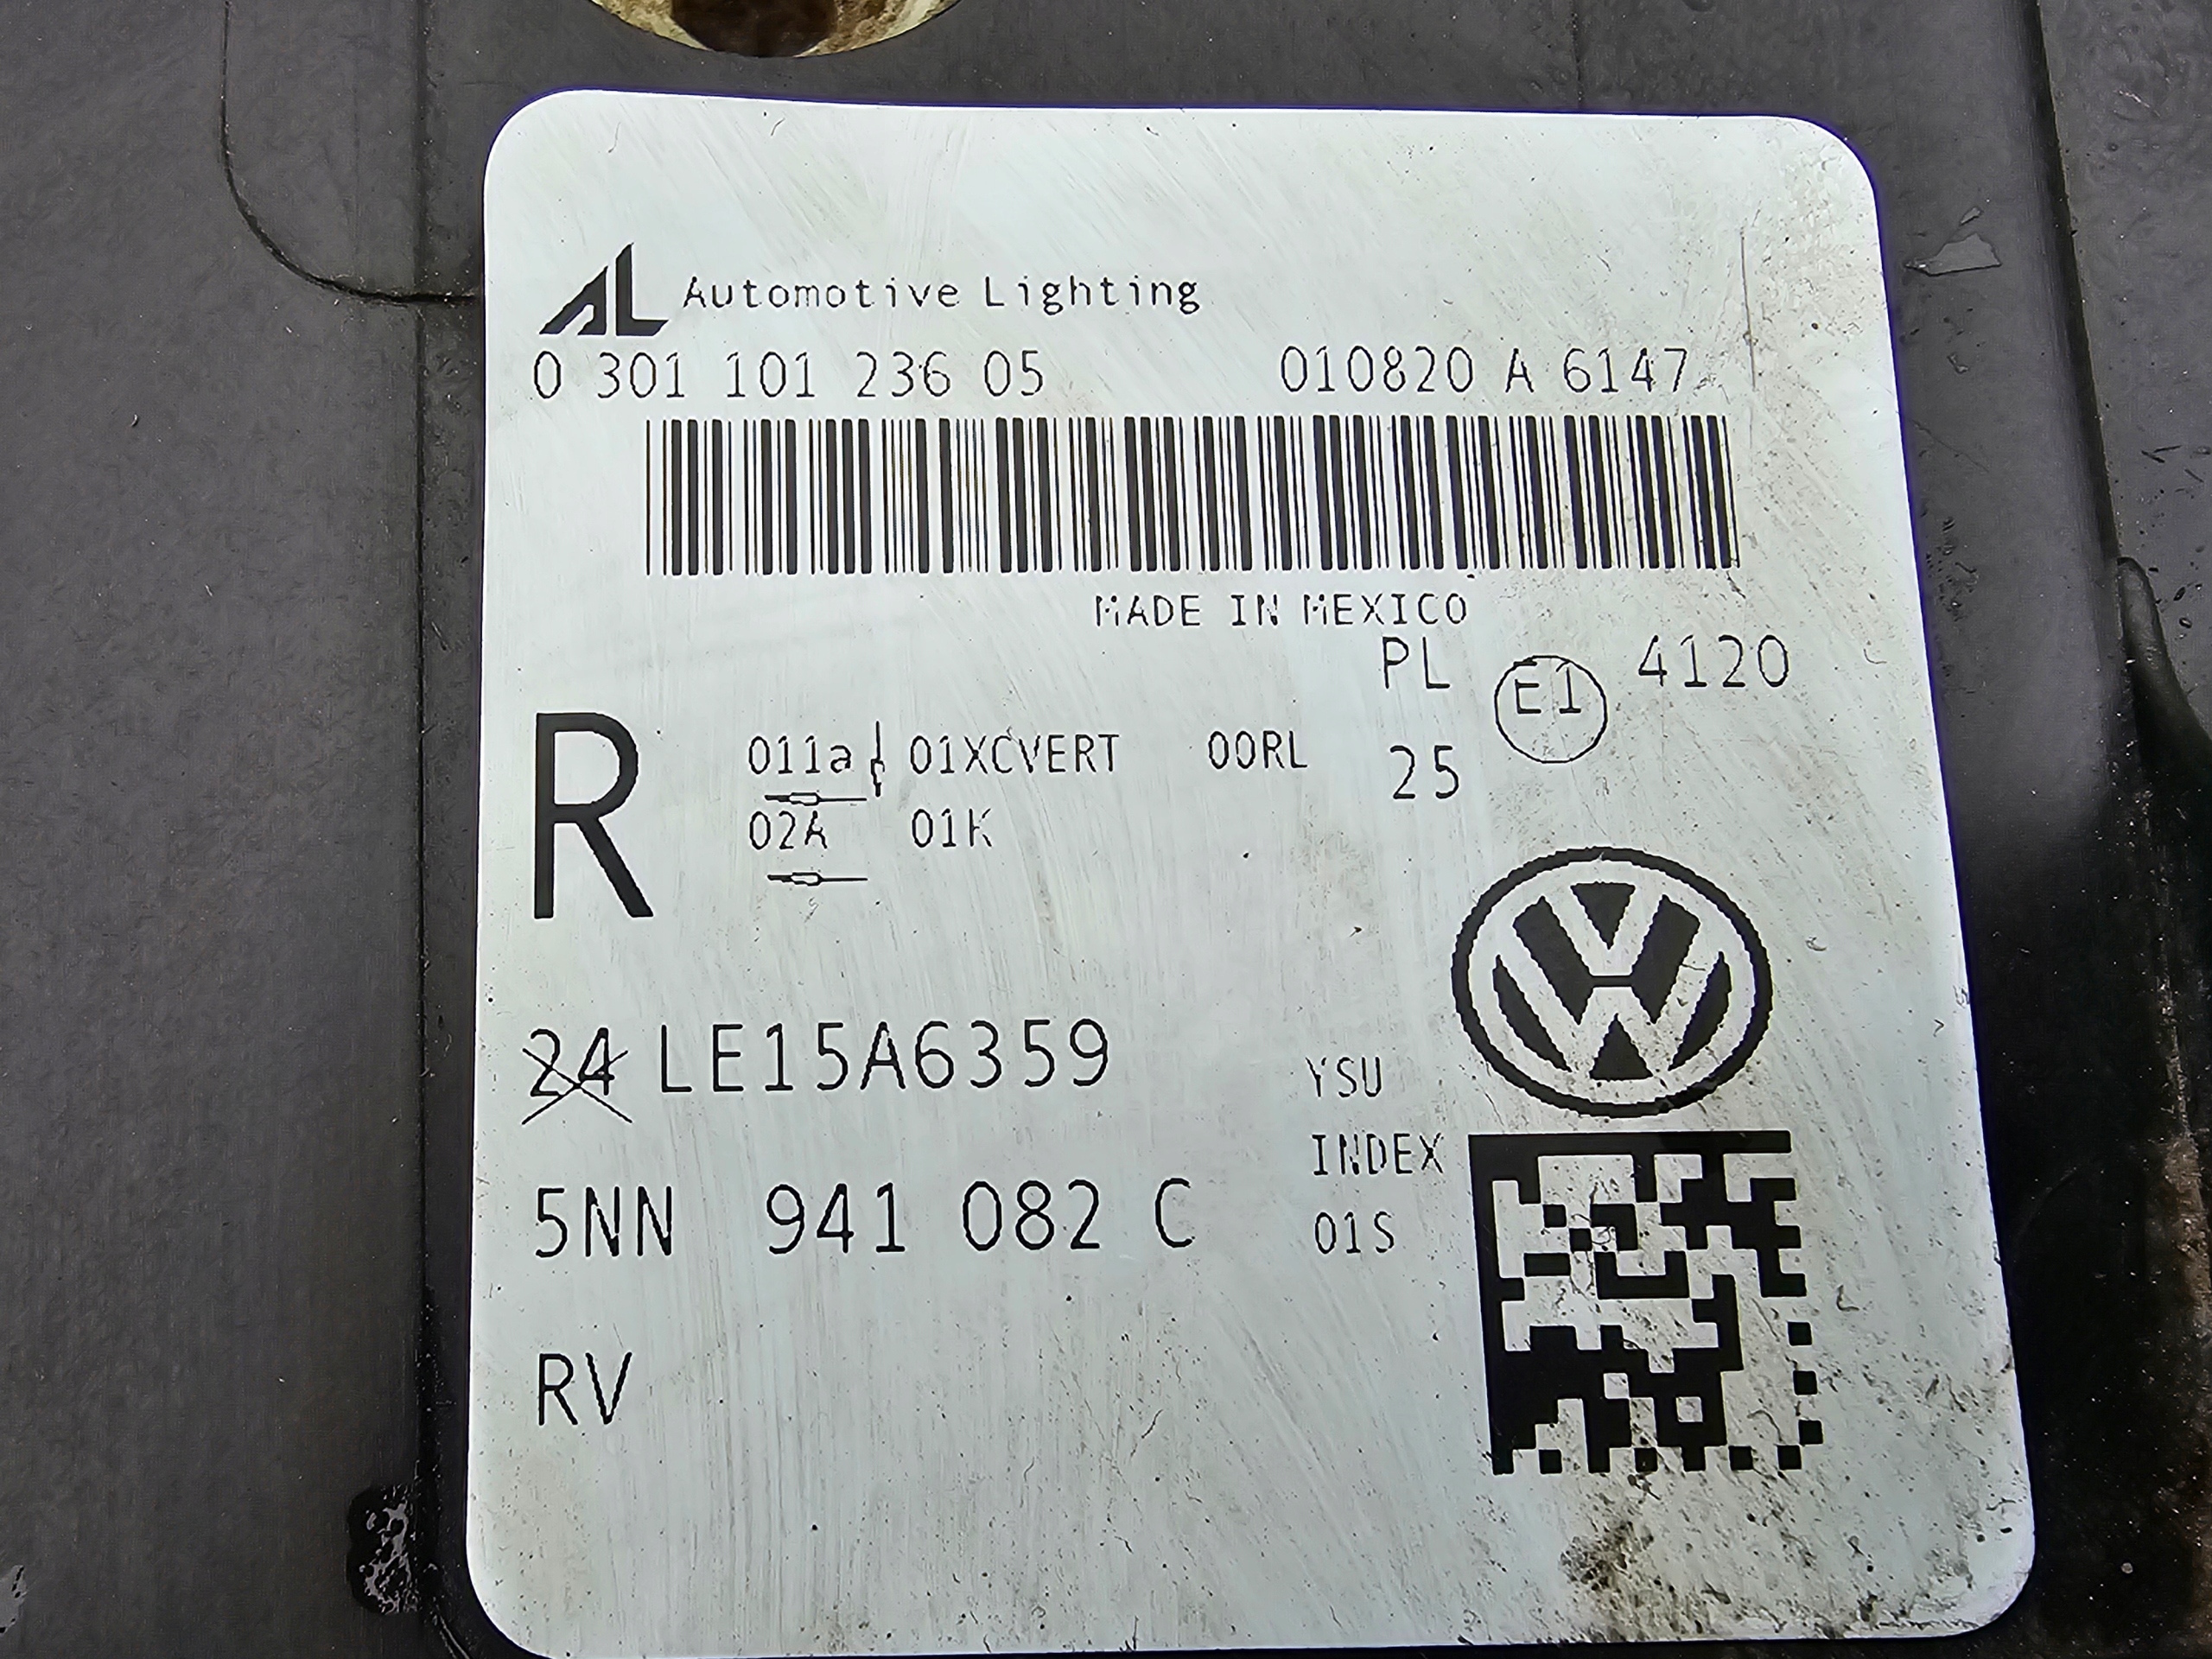 AL Automotive Lighting
0 301 101 236 05 010820 A 6147
MADE IN MEXICO
PL E1 4120
R 011a 01XCVERT 00RL 25
02A 01K
24 LE15A6359
YSU
INDEX
5NN 941 082 C 01S
RV